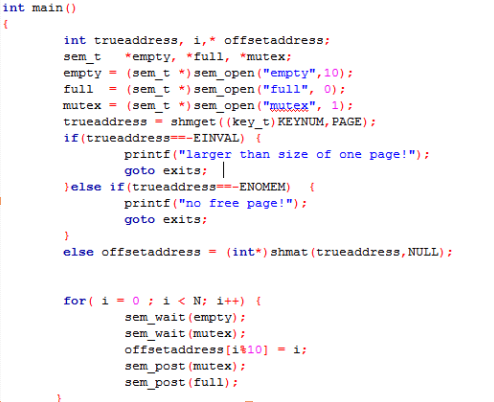 int main()
{
int trueaddress, i,* offsetaddress;
sem_t *empty, *full, *mutex;
empty = (sem_t *)sem_open("empty",10);
full = (sem_t *)sem_open("full", 0);
mutex = (sem_t *)sem_open("mutex", 1);
trueaddress = shmget((key_t)KEYNUM,PAGE);
if(trueaddress==-EINVAL) {
printf("larger than size of one page!");
goto exits;
}else if(trueaddress==-ENOMEM) {
printf("no free page!");
goto exits;
}
else offsetaddress = (int*)shmat(trueaddress,NULL);
for( i = 0 ; i < N; i++) {
sem_wait(empty);
sem_wait(mutex);
offsetaddress[i%10] = i;
sem_post(mutex);
sem_post(full);
}